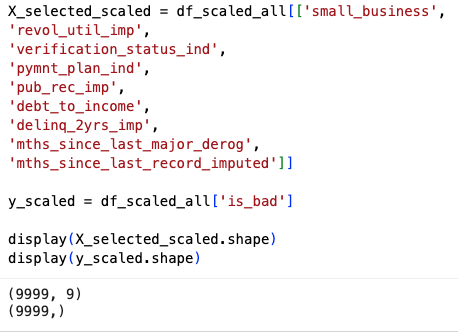 X_selected_scaled = df_scaled_all[['small_business',
'revol_util_imp',
'verification_status_ind',
'pymnt_plan_ind',
'pub_rec_imp',
'debt_to_income',
'delinq_2yrs_imp',
'mths_since_last_major_derog',
'mths_since_last_record_imputed']]
y_scaled = df_scaled_all['is_bad']
display(X_selected_scaled.shape)
display(y_scaled.shape)
(9999, 9)
(9999,)